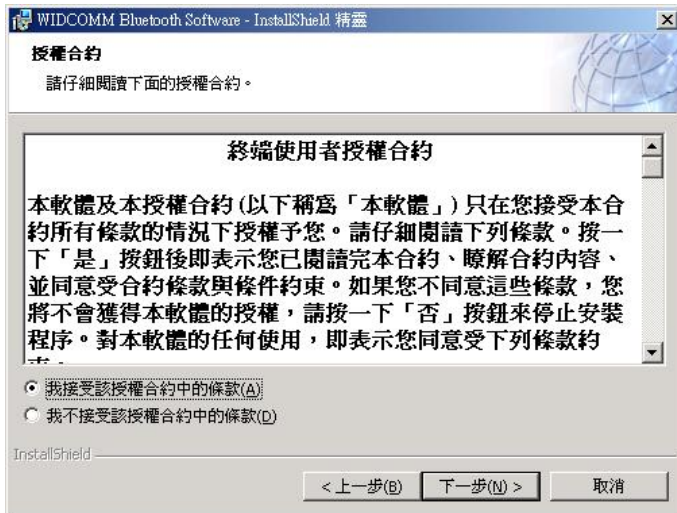 WIDCOMM Bluetooth Software - InstallShield 精靈
授權合約
請仔細閱讀下面的授權合約。
終端使用者授權合約
本軟體及本授權合約(以下稱爲「本軟體」)只在您接受本合
約所有條款的情況下授權予您。請仔細閱讀下列條款。按一
下「是」按鈕後即表示您已閱讀完本合約、瞭解合約內容、
並同意受合約條款與條件約束。如果您不同意這些條款，您
將不會獲得本軟體的授權，請按一下「否」按鈕來停止安裝
程序。對本軟體的任何使用，即表示您同意受下列條款約
束。
我接受該授權合約中的條款(A)
我不接受該授權合約中的條款(D)
InstallShield
< 上一步(B)
下一步(N) >
取消